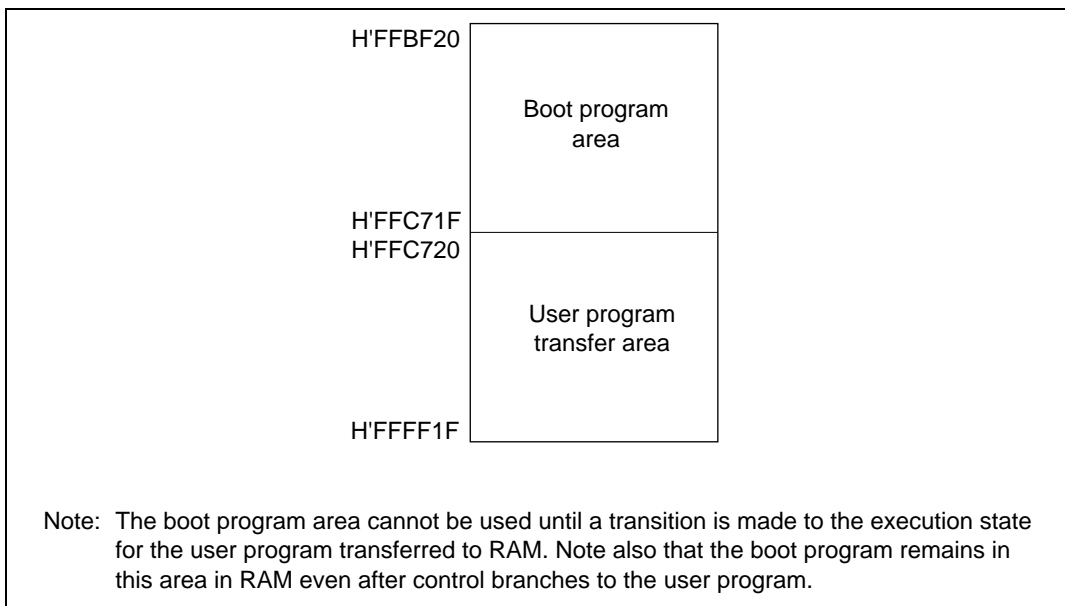 H'FFBF20
Boot program
area
H'FFC71F
H'FFC720
User program
transfer area
H'FFFF1F
Note: The boot program area cannot be used until a transition is made to the execution state
for the user program transferred to RAM. Note also that the boot program remains in
this area in RAM even after control branches to the user program.